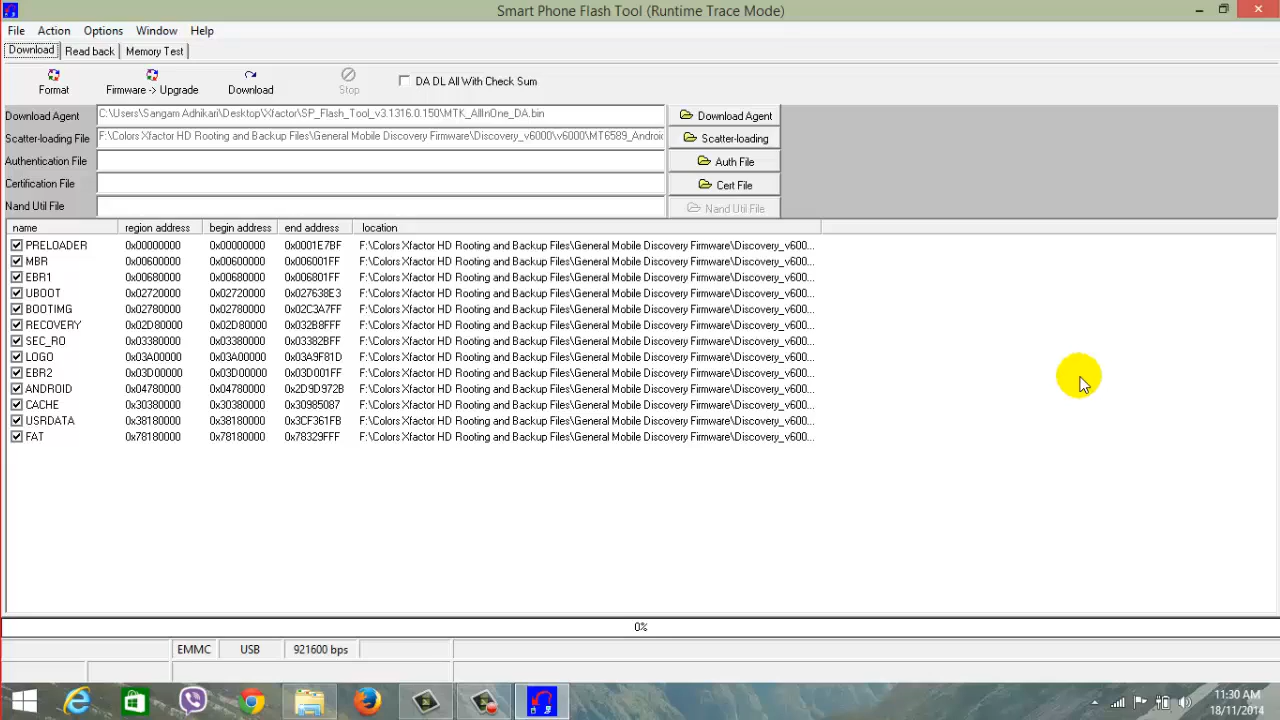 Smart Phone Flash Tool (Runtime Trace Mode)
File Action Options Window Help
Download Read back Memory Test
Format Firmware -> Upgrade Download Stop DA DL All With Check Sum
Download Agent C:\Users\Sangam Adhikari\Desktop\Xfactor\SP_Flash_Tool_v3.1316.0.150\MTK_AllInOne_DA.bin Download Agent
Scatter-loading File F:\Colors Xfactor HD Rooting and Backup Files\General Mobile Discovery Firmware\Discovery_v6000\v6000\MT6589_Android Scatter-loading
Authentication File Auth File
Certification File Cert File
Nand Util File Nand Util File
name region address begin address end address location
PRELOADER 0x00000000 0x00000000 0x0001E7BF F:\Colors Xfactor HD Rooting and Backup Files\General Mobile Discovery Firmware\Discovery_v600...
MBR 0x00600000 0x00600000 0x006001FF F:\Colors Xfactor HD Rooting and Backup Files\General Mobile Discovery Firmware\Discovery_v600...
EBR1 0x00680000 0x00680000 0x006801FF F:\Colors Xfactor HD Rooting and Backup Files\General Mobile Discovery Firmware\Discovery_v600...
UBOOT 0x02720000 0x02720000 0x027638E3 F:\Colors Xfactor HD Rooting and Backup Files\General Mobile Discovery Firmware\Discovery_v600...
BOOTIMG 0x02780000 0x02780000 0x02C3A7FF F:\Colors Xfactor HD Rooting and Backup Files\General Mobile Discovery Firmware\Discovery_v600...
RECOVERY 0x02D80000 0x02D80000 0x032B8FFF F:\Colors Xfactor HD Rooting and Backup Files\General Mobile Discovery Firmware\Discovery_v600...
SEC_RO 0x03380000 0x03380000 0x03382BFF F:\Colors Xfactor HD Rooting and Backup Files\General Mobile Discovery Firmware\Discovery_v600...
LOGO 0x03A00000 0x03A00000 0x03A9F81D F:\Colors Xfactor HD Rooting and Backup Files\General Mobile Discovery Firmware\Discovery_v600...
EBR2 0x03D00000 0x03D00000 0x03D001FF F:\Colors Xfactor HD Rooting and Backup Files\General Mobile Discovery Firmware\Discovery_v600...
ANDROID 0x04780000 0x04780000 0x2D9D972B F:\Colors Xfactor HD Rooting and Backup Files\General Mobile Discovery Firmware\Discovery_v600...
CACHE 0x30380000 0x30380000 0x30985087 F:\Colors Xfactor HD Rooting and Backup Files\General Mobile Discovery Firmware\Discovery_v600...
USRDATA 0x38180000 0x38180000 0x3CF361FB F:\Colors Xfactor HD Rooting and Backup Files\General Mobile Discovery Firmware\Discovery_v600...
FAT 0x78180000 0x78180000 0x78329FFF F:\Colors Xfactor HD Rooting and Backup Files\General Mobile Discovery Firmware\Discovery_v600...
0%
EMMC USB 921600 bps
11:30 AM
18/11/2014